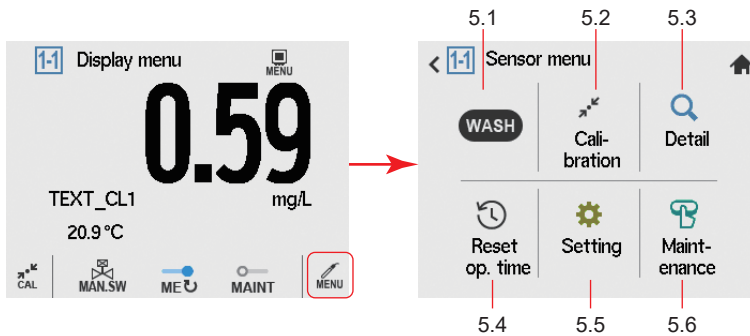 5.1
5.2
5.3
1-1 Display menu
MENU
0.59
TEXT_CL1
mg/L
20.9 °C
CAL
MAN.SW
ME
MAINT
MENU
1-1 Sensor menu
WASH
Cali-
bration
Detail
Reset
op. time
Setting
Maint-
enance
5.4
5.5
5.6